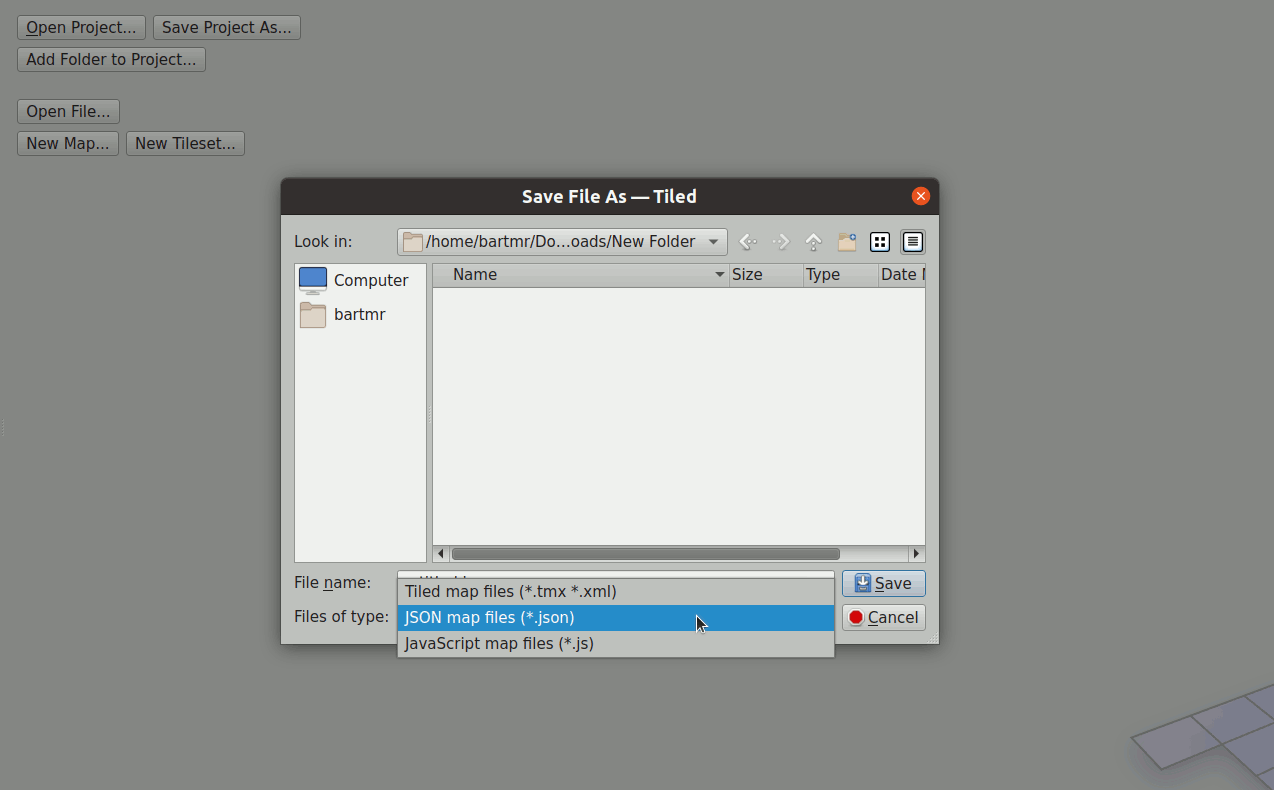 Open Project... Save Project As...
Add Folder to Project...
Open File...
New Map... New Tileset...
Save File As — Tiled
Look in: /home/bartmr/Do...oads/New Folder
Name Size Type Date
Computer
bartmr
File name: Save
Tiled map files (*.tmx *.xml)
Files of type: JSON map files (*.json) Cancel
JavaScript map files (*.js)